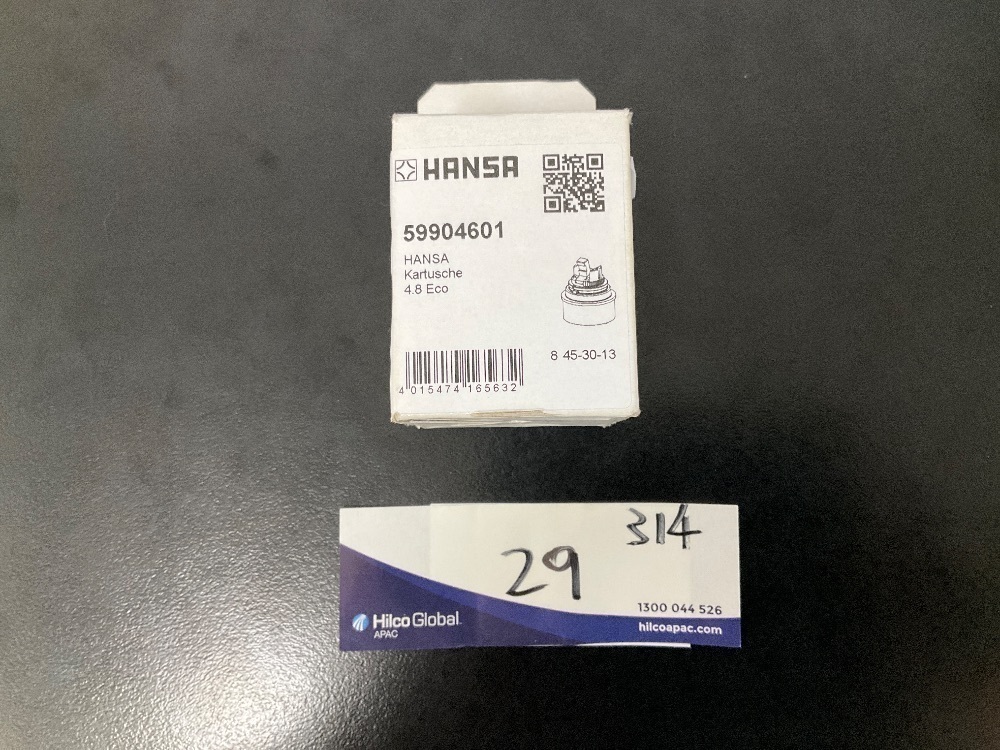 HANSA
59904601
HANSA
Kartusche
4.8 Eco
8 45-30-13
4 015474 165632
314
29
1300 044 526
Hilco Global
APAC
hilcoapac.com